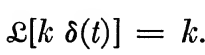 ℒ[k δ(t)] = k.